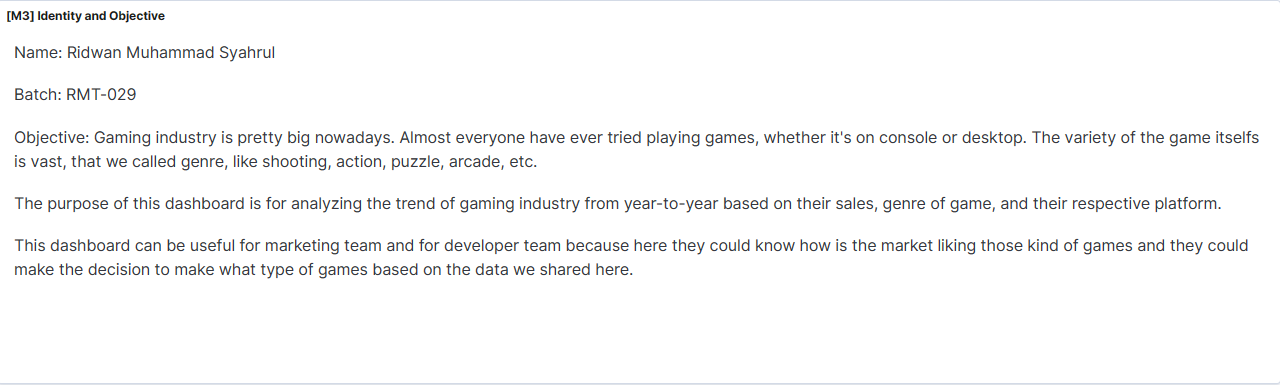 [M3] Identity and Objective
Name: Ridwan Muhammad Syahrul
Batch: RMT-029
Objective: Gaming industry is pretty big nowadays. Almost everyone have ever tried playing games, whether it's on console or desktop. The variety of the game itselfs
is vast, that we called genre, like shooting, action, puzzle, arcade, etc.
The purpose of this dashboard is for analyzing the trend of gaming industry from year-to-year based on their sales, genre of game, and their respective platform.
This dashboard can be useful for marketing team and for developer team because here they could know how is the market liking those kind of games and they could
make the decision to make what type of games based on the data we shared here.